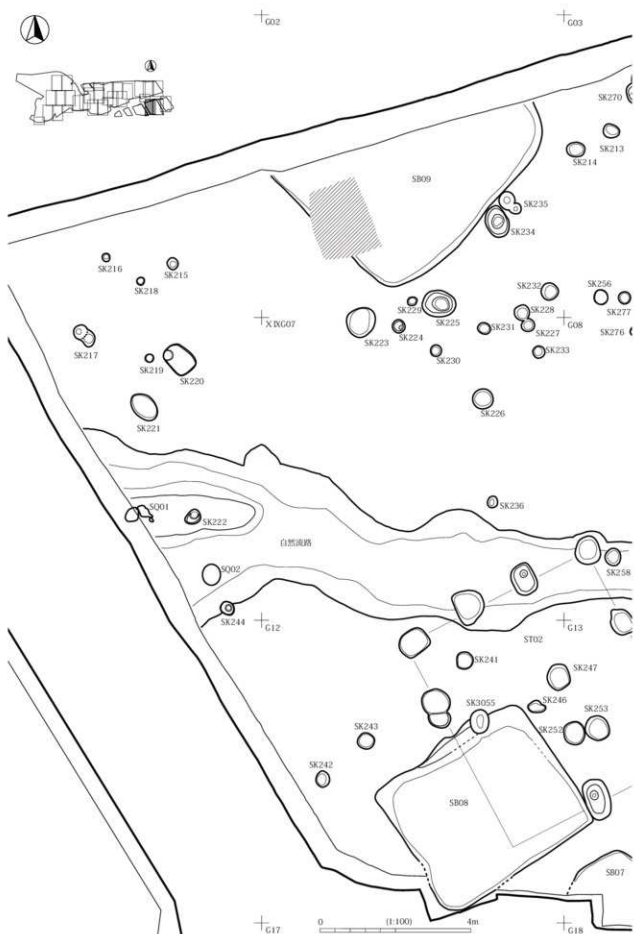 G02
G03
SK270
SK213
SK214
SB09
SK235
SK234
SK216
SK215
SK218
SK232
SK256
SK229
SK228
SK277
SK225
XⅨG07
G08
SK227
SK276
SK231
SK217
SK223
SK224
SK230
SK233
SK219
SK220
SK221
SK226
SK236
SQ01
SK222
自然流路
SK258
SQ02
SK244
G12
G13
ST02
SK241
SK247
SK246
SK3055
SK253
SK243
SK252
SK242
SB08
SB07
G17
0 (1:100) 4m
G18